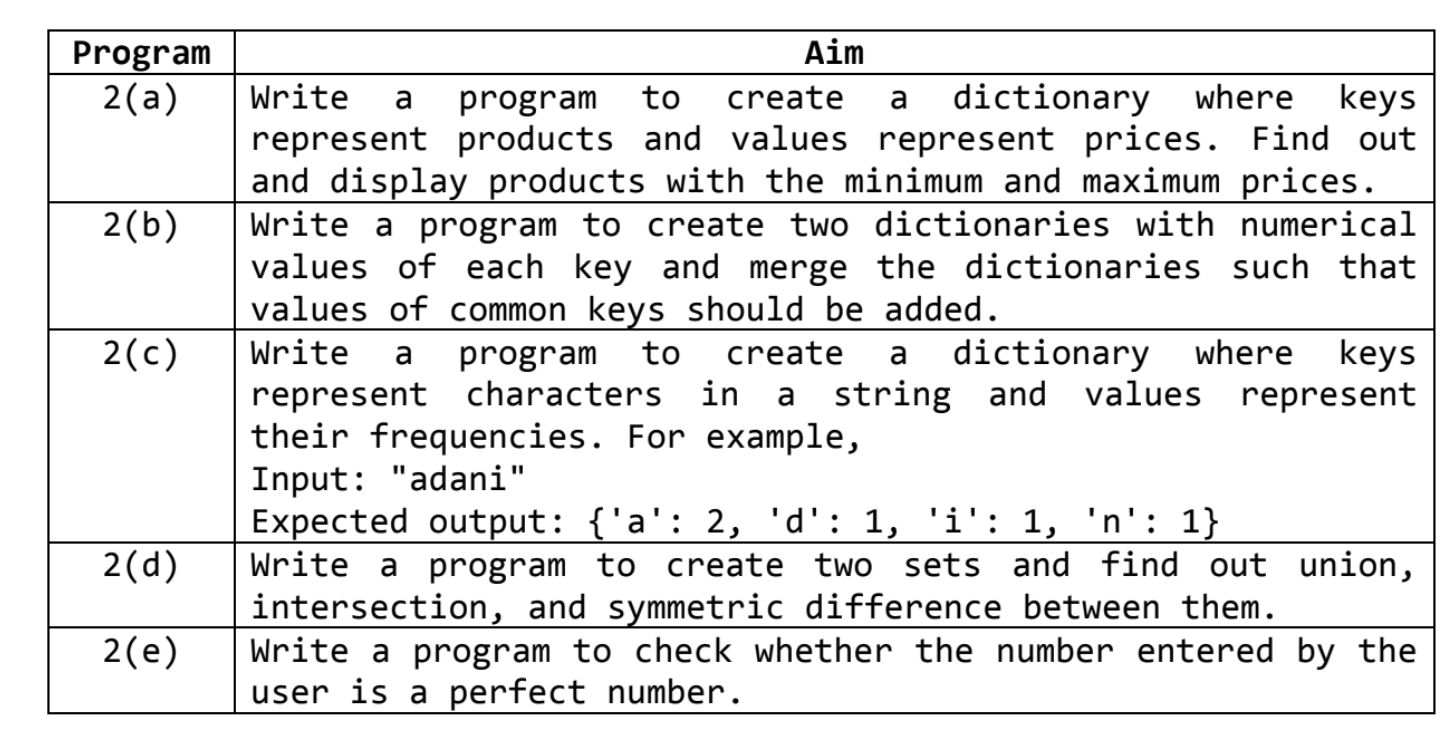 Program Aim
2(a) Write a program to create a dictionary where keys
represent products and values represent prices. Find out
and display products with the minimum and maximum prices.
2(b) Write a program to create two dictionaries with numerical
values of each key and merge the dictionaries such that
values of common keys should be added.
2(c) Write a program to create a dictionary where keys
represent characters in a string and values represent
their frequencies. For example,
Input: "adani"
Expected output: {'a': 2, 'd': 1, 'i': 1, 'n': 1}
2(d) Write a program to create two sets and find out union,
intersection, and symmetric difference between them.
2(e) Write a program to check whether the number entered by the
user is a perfect number.